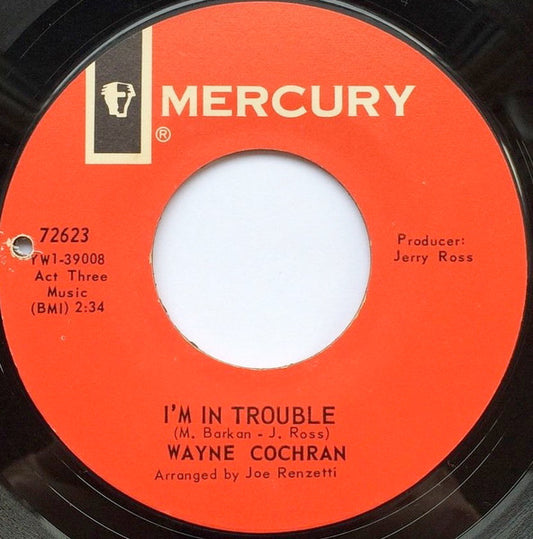 MERCURY
®
72623
YW1-39008
Act Three
Music
(BMI) 2:34
Producer:
Jerry Ross
I'M IN TROUBLE
(M. Barkan - J. Ross)
WAYNE COCHRAN
Arranged by Joe Renzetti